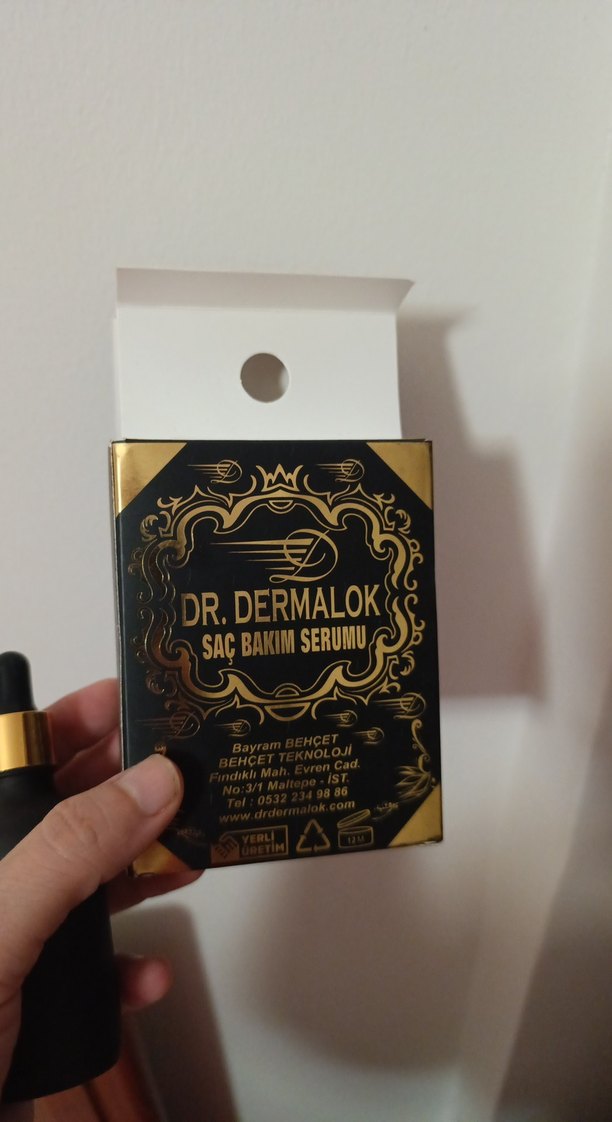 DR. DERMALOK
SAÇ BAKIM SERUMU
Bayram BEHÇET
BEHÇET TEKNOLOJİ
Fındıklı Mah. Evren Cad.
No:3/1 Maltepe - İST.
Tel : 0532 234 98 86
www.drdermalok.com
YERLİ
ÜRETİM
12 M